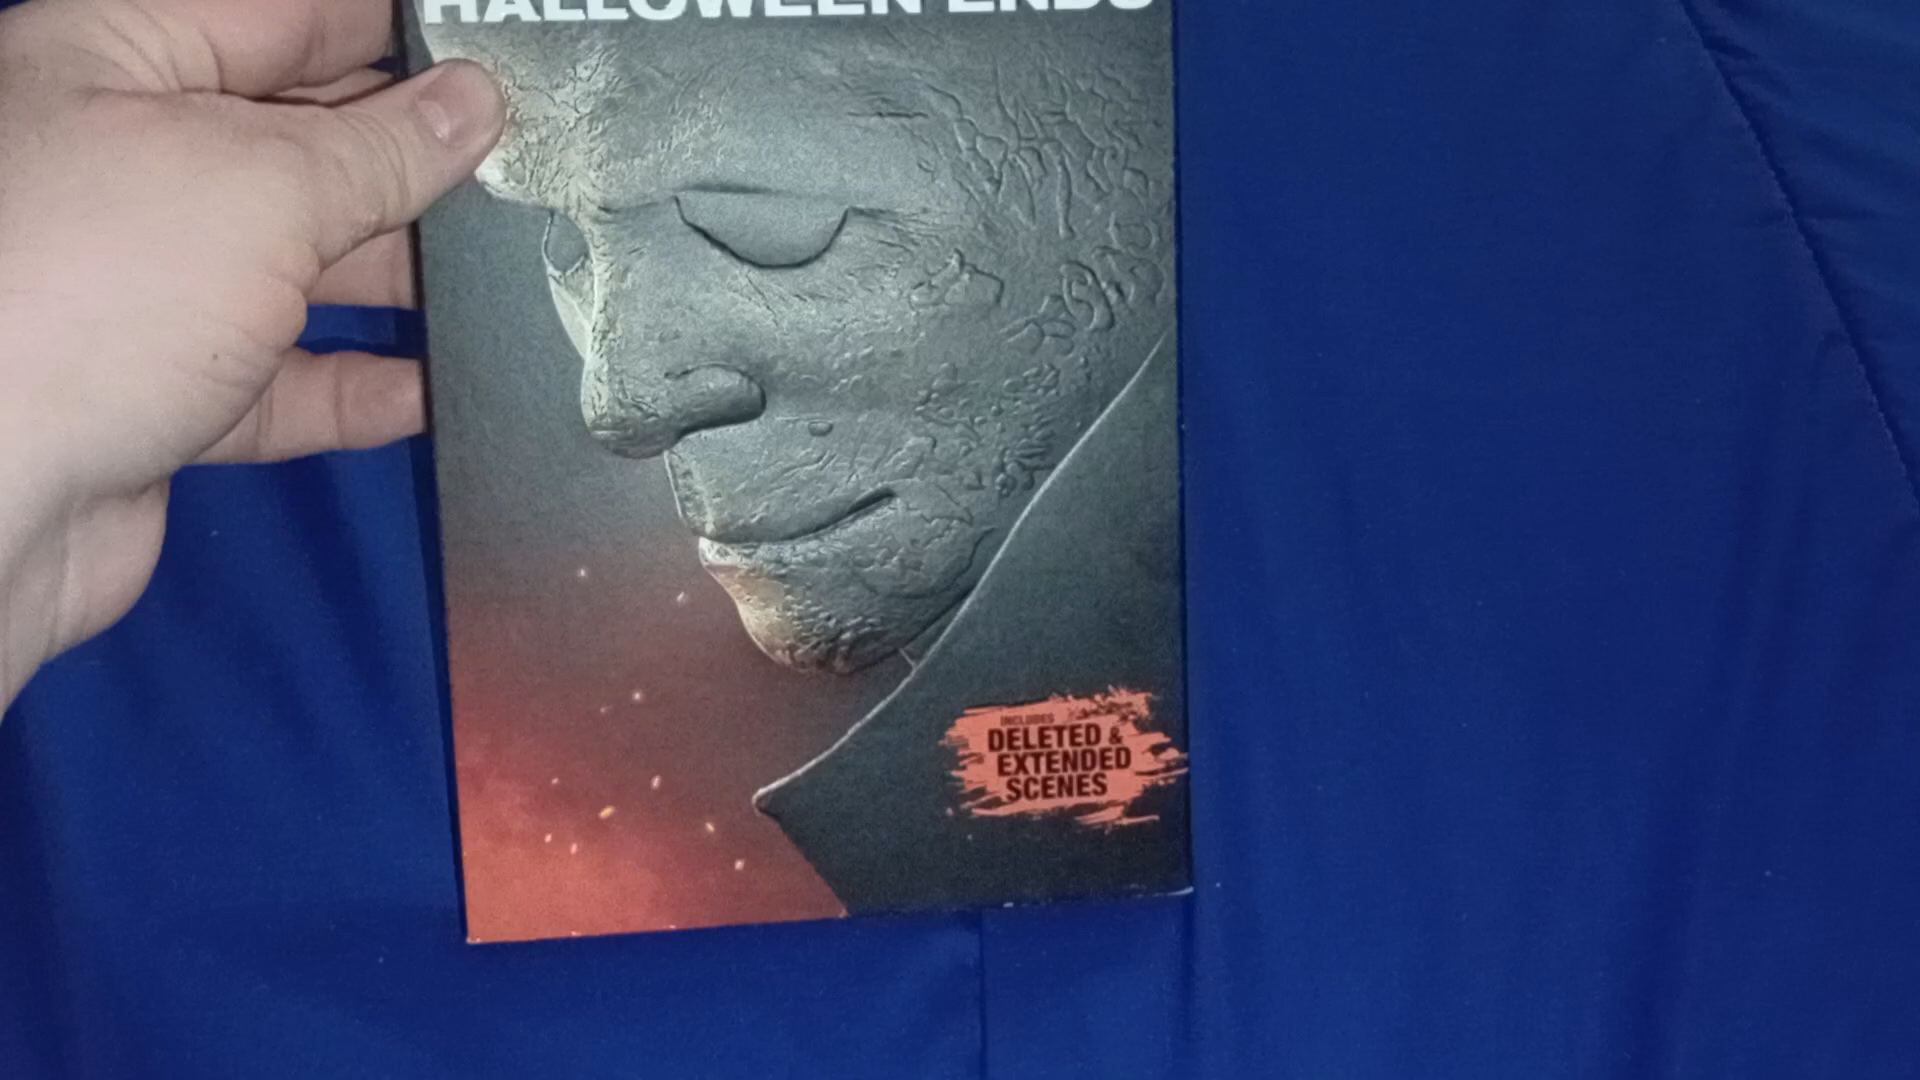 HALLOWEEN ENDS
INCLUDES
DELETED &
EXTENDED
SCENES